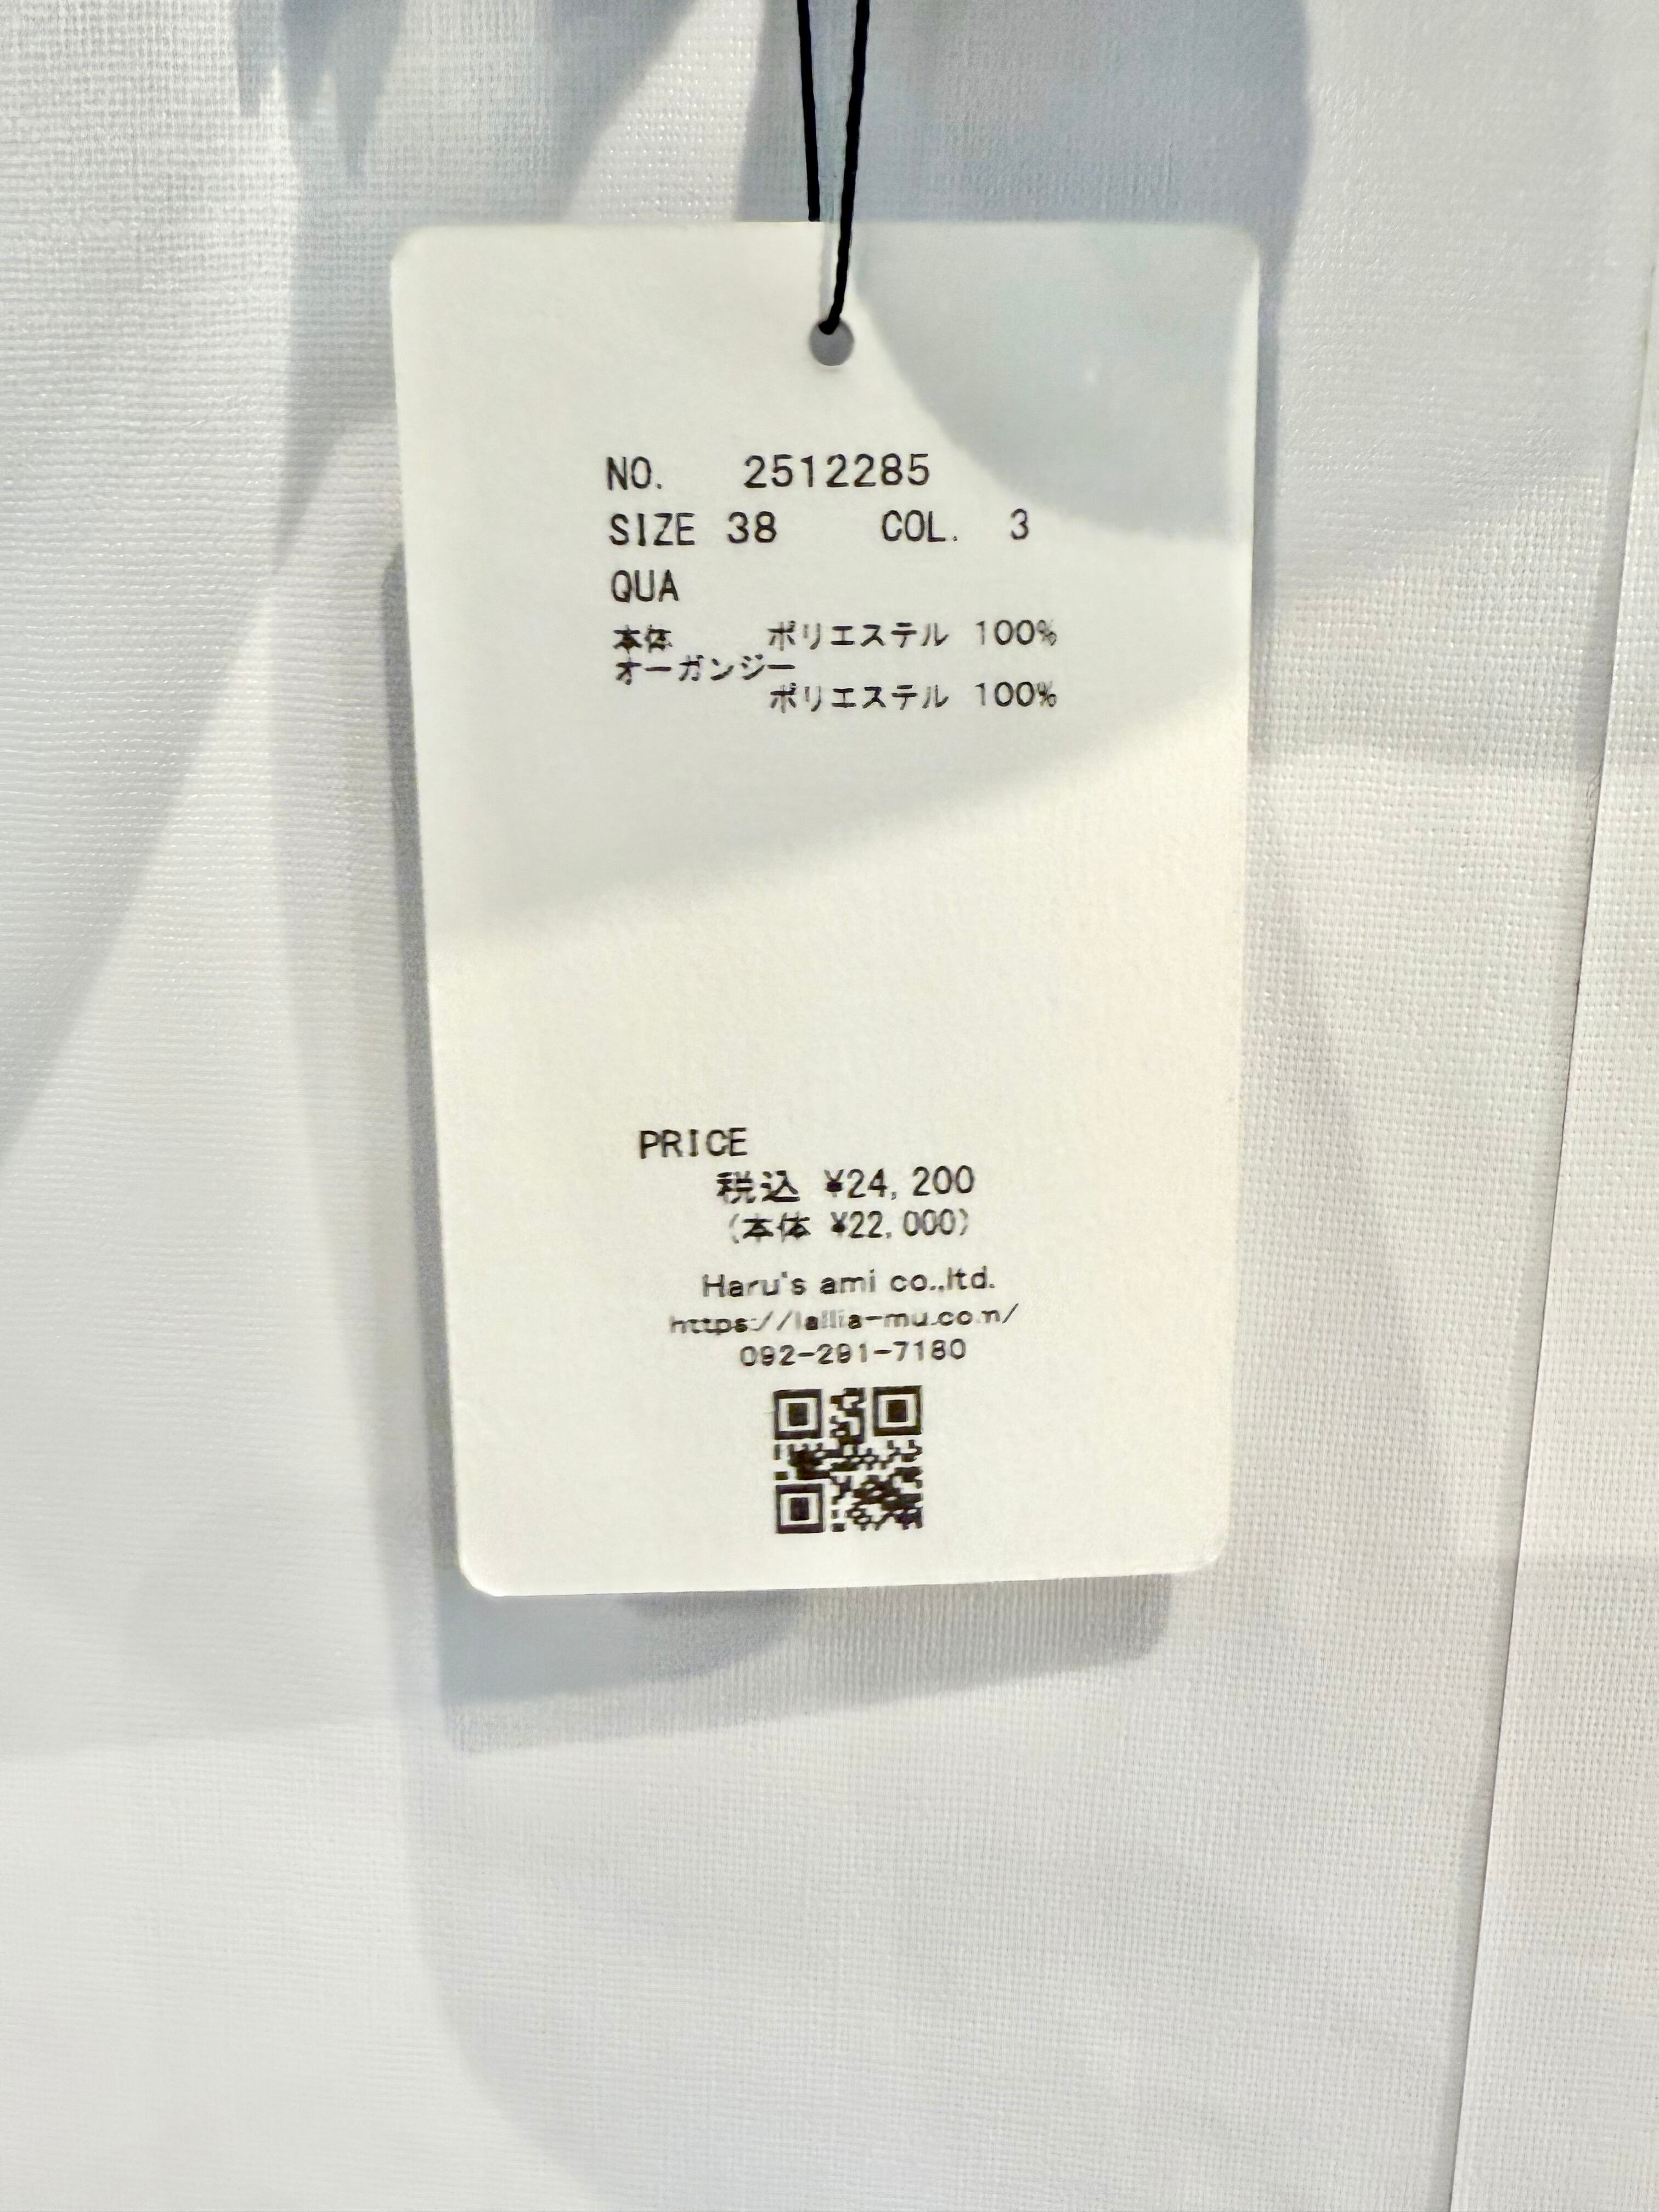 NO. 2512285
SIZE 38 COL. 3
QUA
本体 ポリエステル 100%
オーガンジー
ポリエステル 100%
PRICE
税込 ¥24,200
(本体 ¥22,000)
Haru's ami co.,ltd.
https://lallia-mu.com/
092-291-7180